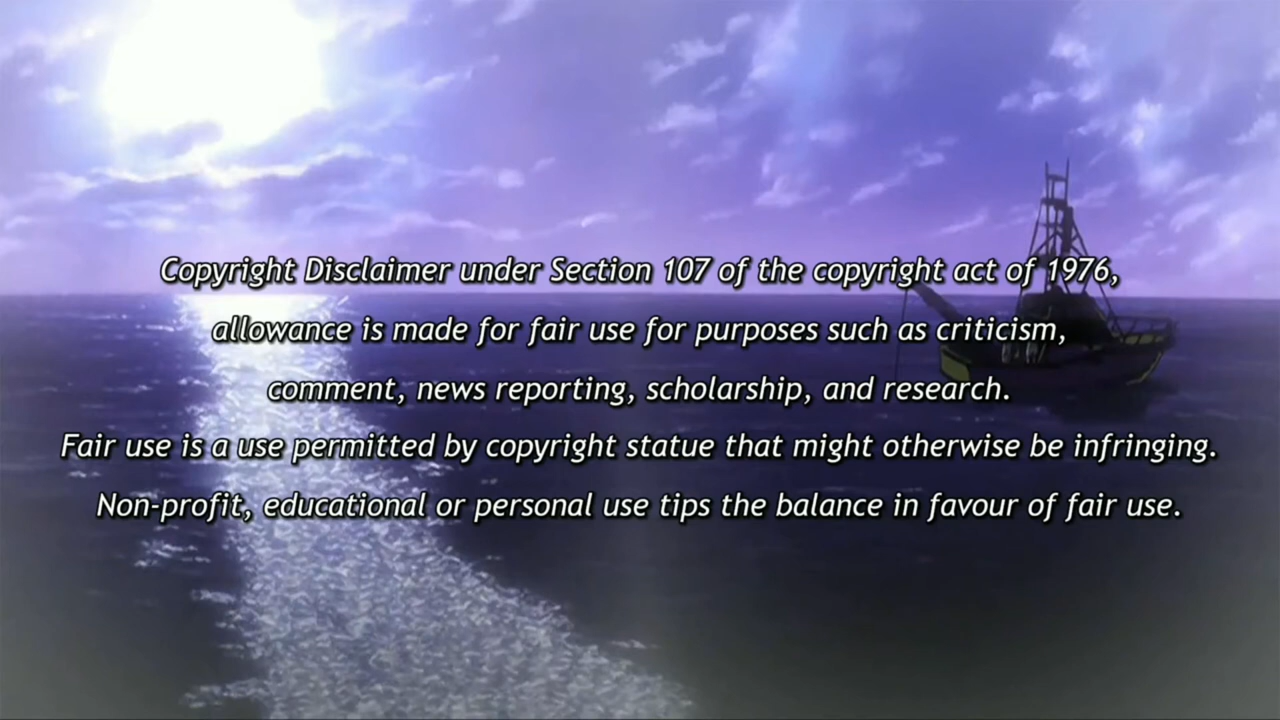 Copyright Disclaimer under Section 107 of the copyright act of 1976,
allowance is made for fair use for purposes such as criticism,
comment, news reporting, scholarship, and research.
Fair use is a use permitted by copyright statue that might otherwise be infringing.
Non-profit, educational or personal use tips the balance in favour of fair use.